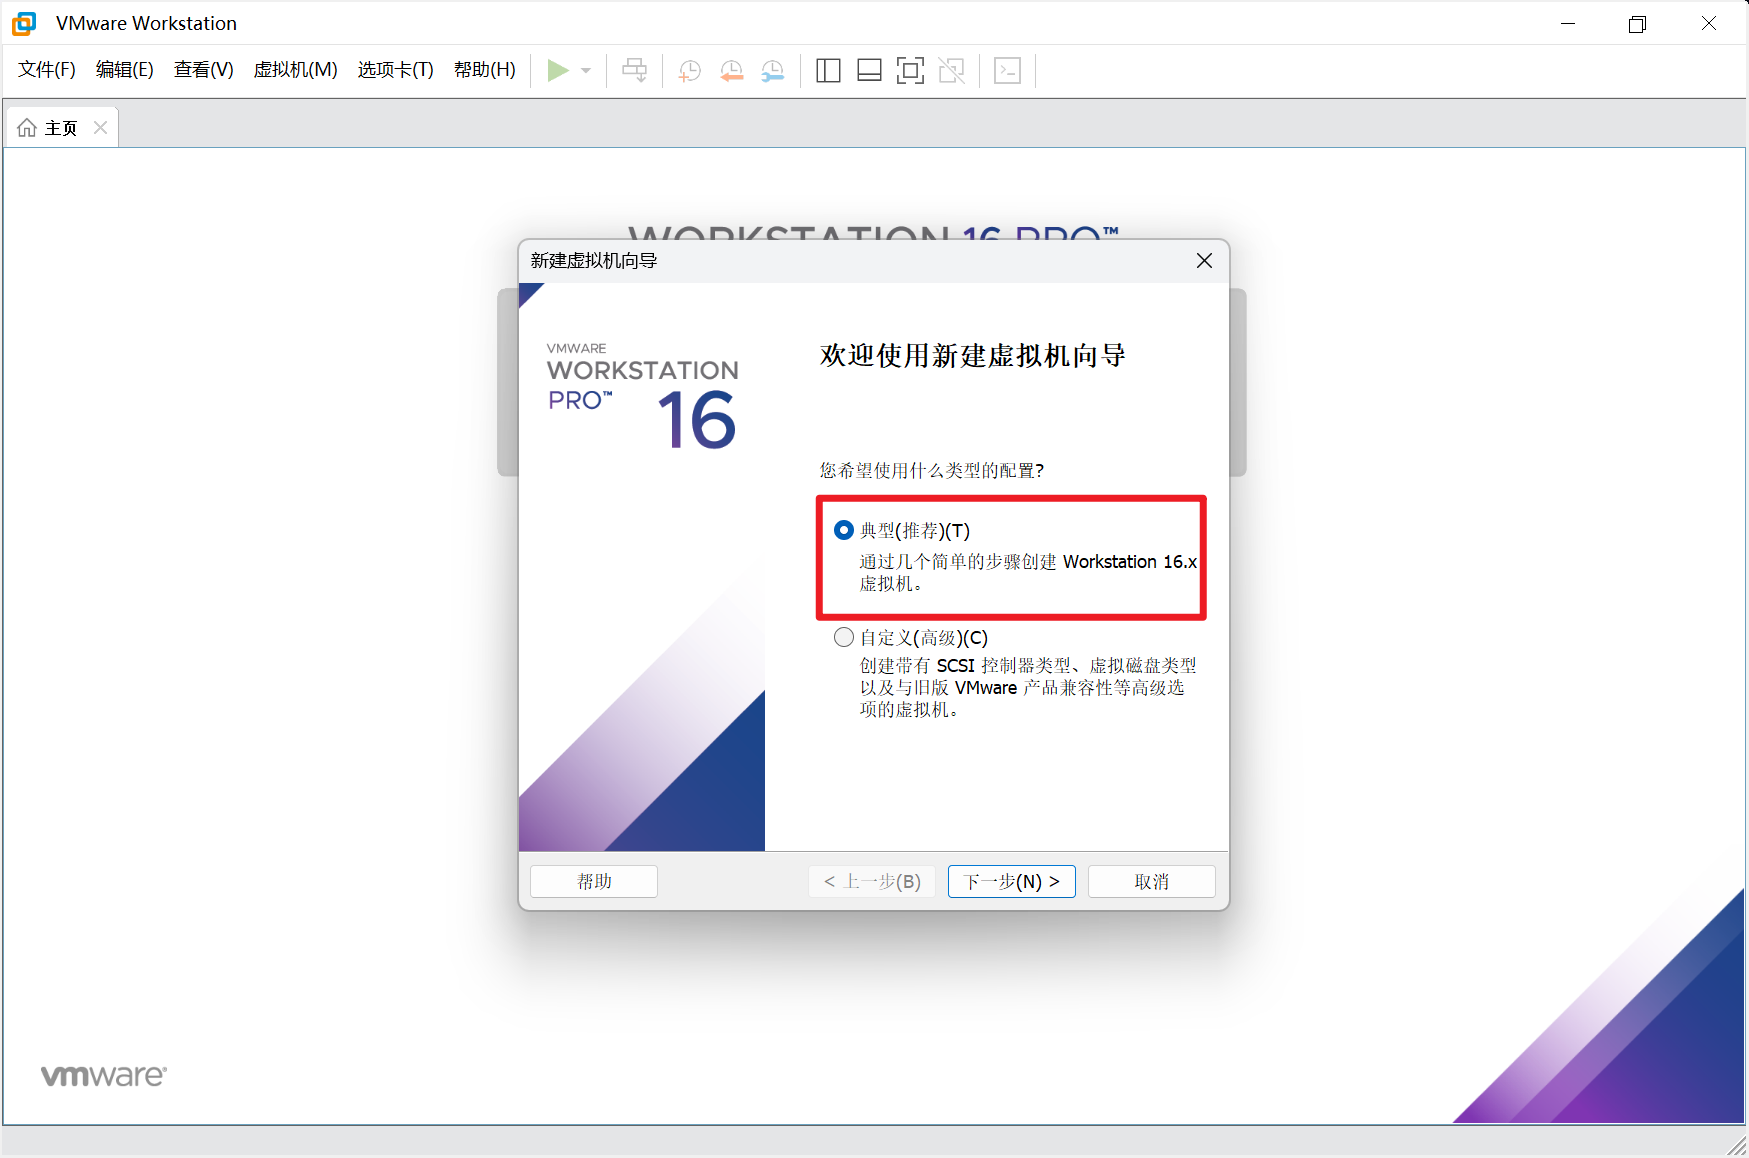 VMware Workstation
文件(F) 编辑(E) 查看(V) 虚拟机(M) 选项卡(T) 帮助(H)
主页
WORKSTATION 16 PRO™
新建虚拟机向导
VMWARE
WORKSTATION
PRO™ 16
欢迎使用新建虚拟机向导
您希望使用什么类型的配置?
典型(推荐)(T)
通过几个简单的步骤创建 Workstation 16.x
虚拟机。
自定义(高级)(C)
创建带有 SCSI 控制器类型、虚拟磁盘类型
以及与旧版 VMware 产品兼容性等高级选
项的虚拟机。
帮助 < 上一步(B) 下一步(N) > 取消
vmware®